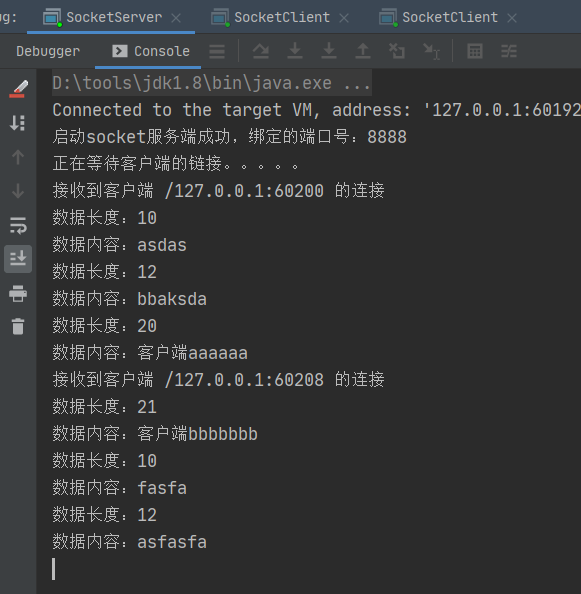 g:
SocketServer
SocketClient
SocketClient
Debugger
Console
D:\tools\jdk1.8\bin\java.exe ...
Connected to the target VM, address: '127.0.0.1:60192
启动socket服务端成功，绑定的端口号：8888
正在等待客户端的链接。。。。。
接收到客户端 /127.0.0.1:60200 的连接
数据长度：10
数据内容：asdas
数据长度：12
数据内容：bbaksda
数据长度：20
数据内容：客户端aaaaaa
接收到客户端 /127.0.0.1:60208 的连接
数据长度：21
数据内容：客户端bbbbbbb
数据长度：10
数据内容：fasfa
数据长度：12
数据内容：asfasfa